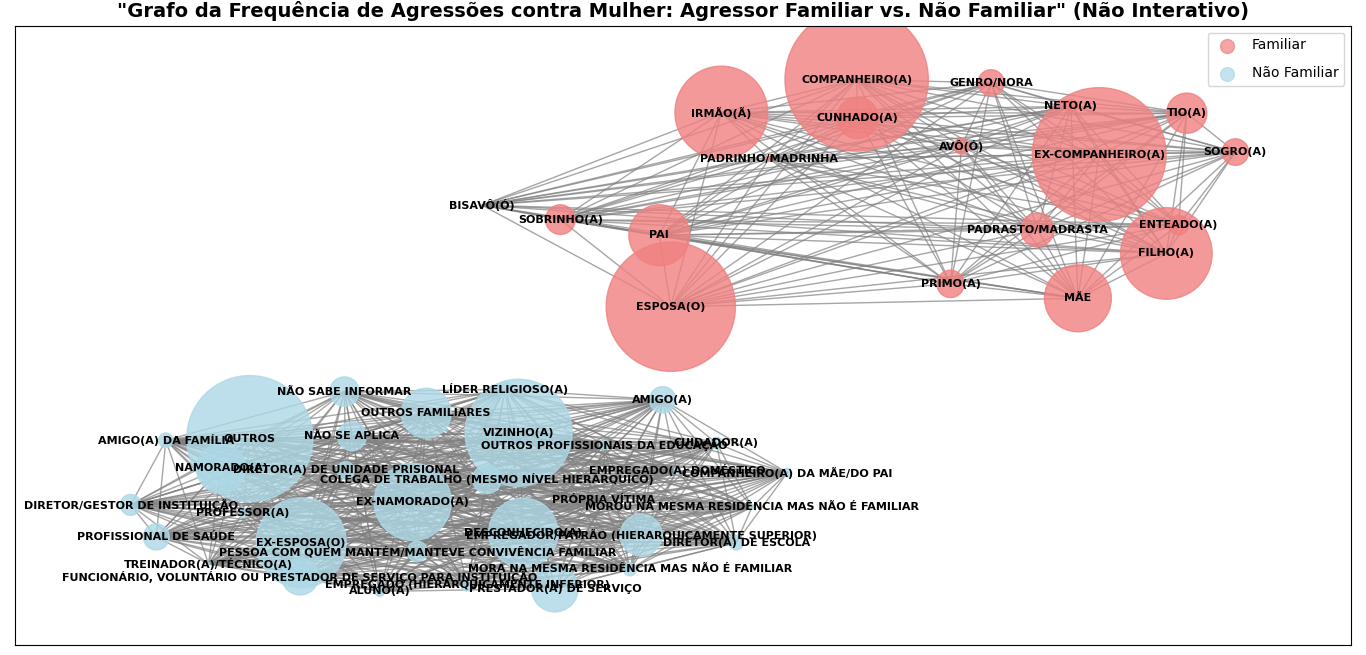 "Grafo da Frequência de Agressões contra Mulher: Agressor Familiar vs. Não Familiar" (Não Interativo)
Familiar
Não Familiar
COMPANHEIRO(A)
GENRO/NORA
NETO(A)
IRMÃO(Ã)
CUNHADO(A)
TIO(A)
AVÔ(Ó)
SOGRO(A)
EX-COMPANHEIRO(A)
PADRINHO/MADRINHA
BISAVÔ(Ó)
SOBRINHO(A)
ENTEADO(A)
PADRASTO/MADRASTA
PAI
FILHO(A)
PRIMO(A)
MÃE
ESPOSA(O)
LÍDER RELIGIOSO(A)
NÃO SABE INFORMAR
AMIGO(A)
OUTROS FAMILIARES
VIZINHO(A)
NÃO SE APLICA
OUTROS
AMIGO(A) DA FAMÍLIA
CUIDADOR(A)
OUTROS PROFISSIONAIS DA EDUCAÇÃO
NAMORADO(A)
DIRETOR(A) DE UNIDADE PRISIONAL
EMPREGADO(A) DOMÉSTICO
COMPANHEIRO(A) DA MÃE/DO PAI
COLEGA DE TRABALHO (MESMO NÍVEL HIERÁRQUICO)
PRÓPRIA VÍTIMA
EX-NAMORADO(A)
DIRETOR/GESTOR DE INSTITUIÇÃO
MOROU NA MESMA RESIDÊNCIA MAS NÃO É FAMILIAR
PROFESSOR(A)
DESCONHECIDO(A)
EMPREGADOR/PATRÃO (HIERARQUICAMENTE SUPERIOR)
PROFISSIONAL DE SAÚDE
EX-ESPOSA(O)
DIRETOR(A) DE ESCOLA
PESSOA COM QUEM MANTÉM/MANTEVE CONVIVÊNCIA FAMILIAR
TREINADOR(A)/TÉCNICO(A)
MORA NA MESMA RESIDÊNCIA MAS NÃO É FAMILIAR
FUNCIONÁRIO, VOLUNTÁRIO OU PRESTADOR DE SERVIÇO PARA INSTITUIÇÃO
EMPREGADO (HIERARQUICAMENTE INFERIOR)
PRESTADOR(A) DE SERVIÇO
ALUNO(A)